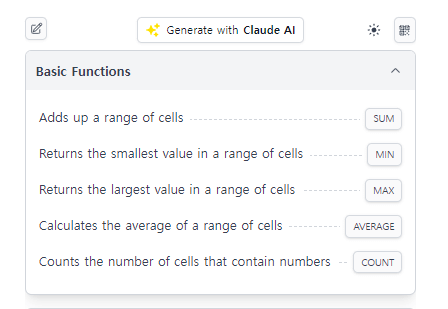 Generate with Claude AI
Basic Functions
Adds up a range of cells SUM
Returns the smallest value in a range of cells MIN
Returns the largest value in a range of cells MAX
Calculates the average of a range of cells AVERAGE
Counts the number of cells that contain numbers COUNT